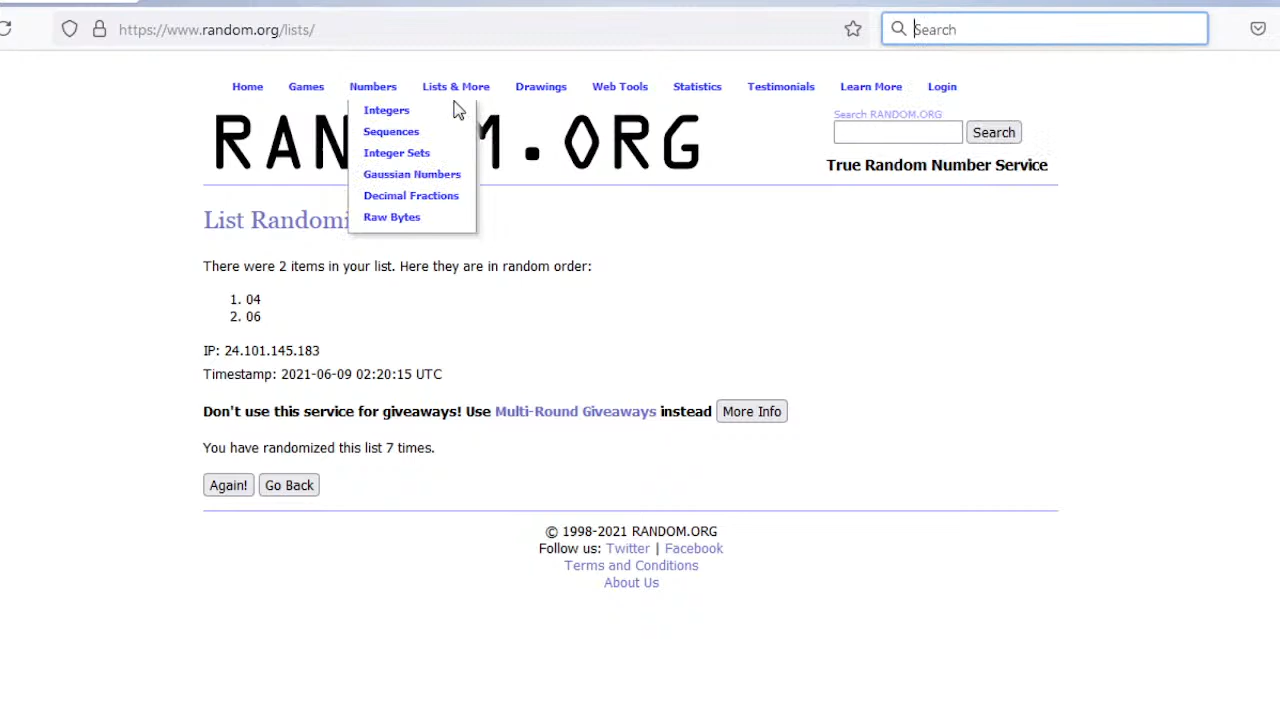 https://www.random.org/lists/
Search
Home Games Numbers Lists & More Drawings Web Tools Statistics Testimonials Learn More Login
Integers
Sequences
Integer Sets
Gaussian Numbers
Decimal Fractions
Raw Bytes
Search RANDOM.ORG
Search
True Random Number Service
List
There were 2 items in your list. Here they are in random order:
1. 04
2. 06
IP: 24.101.145.183
Timestamp: 2021-06-09 02:20:15 UTC
Don't use this service for giveaways! Use Multi-Round Giveaways instead More Info
You have randomized this list 7 times.
Again! Go Back
© 1998-2021 RANDOM.ORG
Follow us: Twitter | Facebook
Terms and Conditions
About Us